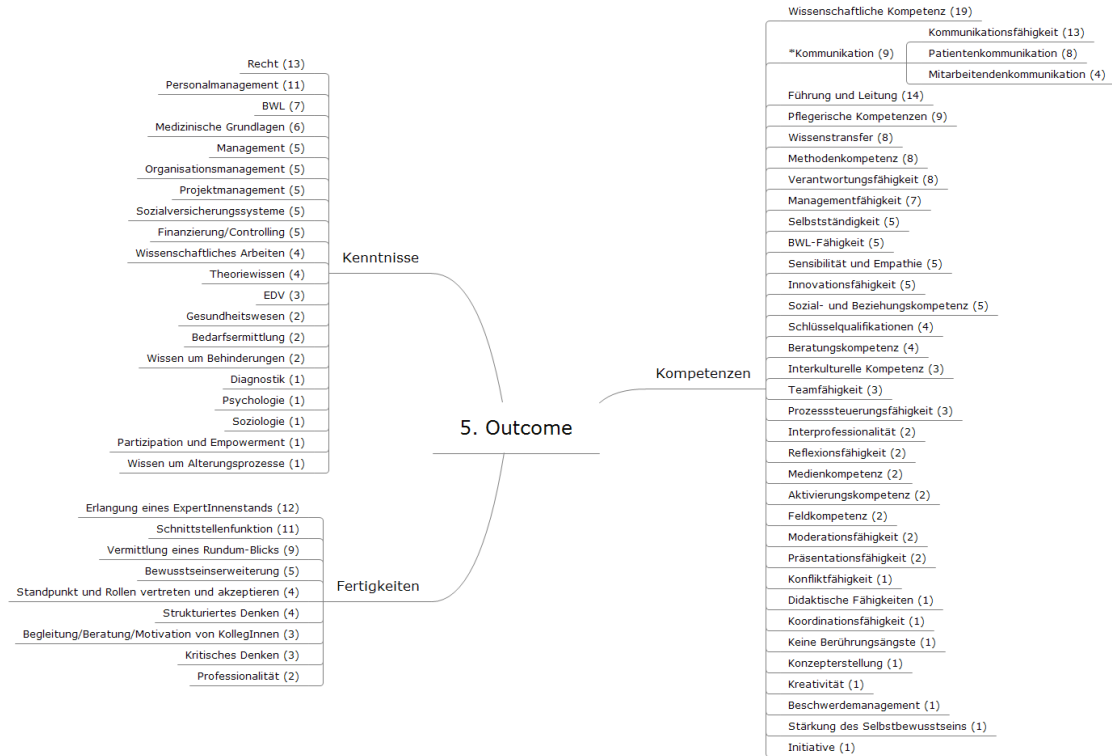 5. Outcome
Kenntnisse
Recht (13)
Personalmanagement (11)
BWL (7)
Medizinische Grundlagen (6)
Management (5)
Organisationsmanagement (5)
Projektmanagement (5)
Sozialversicherungssysteme (5)
Finanzierung/Controlling (5)
Wissenschaftliches Arbeiten (4)
Theoriewissen (4)
EDV (3)
Gesundheitswesen (2)
Bedarfsermittlung (2)
Wissen um Behinderungen (2)
Diagnostik (1)
Psychologie (1)
Soziologie (1)
Partizipation und Empowerment (1)
Wissen um Alterungsprozesse (1)
Fertigkeiten
Erlangung eines ExpertInnenstands (12)
Schnittstellenfunktion (11)
Vermittlung eines Rundum-Blicks (9)
Bewusstseinserweiterung (5)
Standpunkt und Rollen vertreten und akzeptieren (4)
Strukturiertes Denken (4)
Begleitung/Beratung/Motivation von KollegInnen (3)
Kritisches Denken (3)
Professionalität (2)
Kompetenzen
Wissenschaftliche Kompetenz (19)
*Kommunikation (9)
Kommunikationsfähigkeit (13)
Patientenkommunikation (8)
Mitarbeitendenkommunikation (4)
Führung und Leitung (14)
Pflegerische Kompetenzen (9)
Wissenstransfer (8)
Methodenkompetenz (8)
Verantwortungsfähigkeit (8)
Managementfähigkeit (7)
Selbstständigkeit (5)
BWL-Fähigkeit (5)
Sensibilität und Empathie (5)
Innovationsfähigkeit (5)
Sozial- und Beziehungskompetenz (5)
Schlüsselqualifikationen (4)
Beratungskompetenz (4)
Interkulturelle Kompetenz (3)
Teamfähigkeit (3)
Prozesssteuerungsfähigkeit (3)
Interprofessionalität (2)
Reflexionsfähigkeit (2)
Medienkompetenz (2)
Aktivierungskompetenz (2)
Feldkompetenz (2)
Moderationsfähigkeit (2)
Präsentationsfähigkeit (2)
Konfliktfähigkeit (1)
Didaktische Fähigkeiten (1)
Koordinationsfähigkeit (1)
Keine Berührungsängste (1)
Konzepterstellung (1)
Kreativität (1)
Beschwerdemanagement (1)
Stärkung des Selbstbewusstseins (1)
Initiative (1)